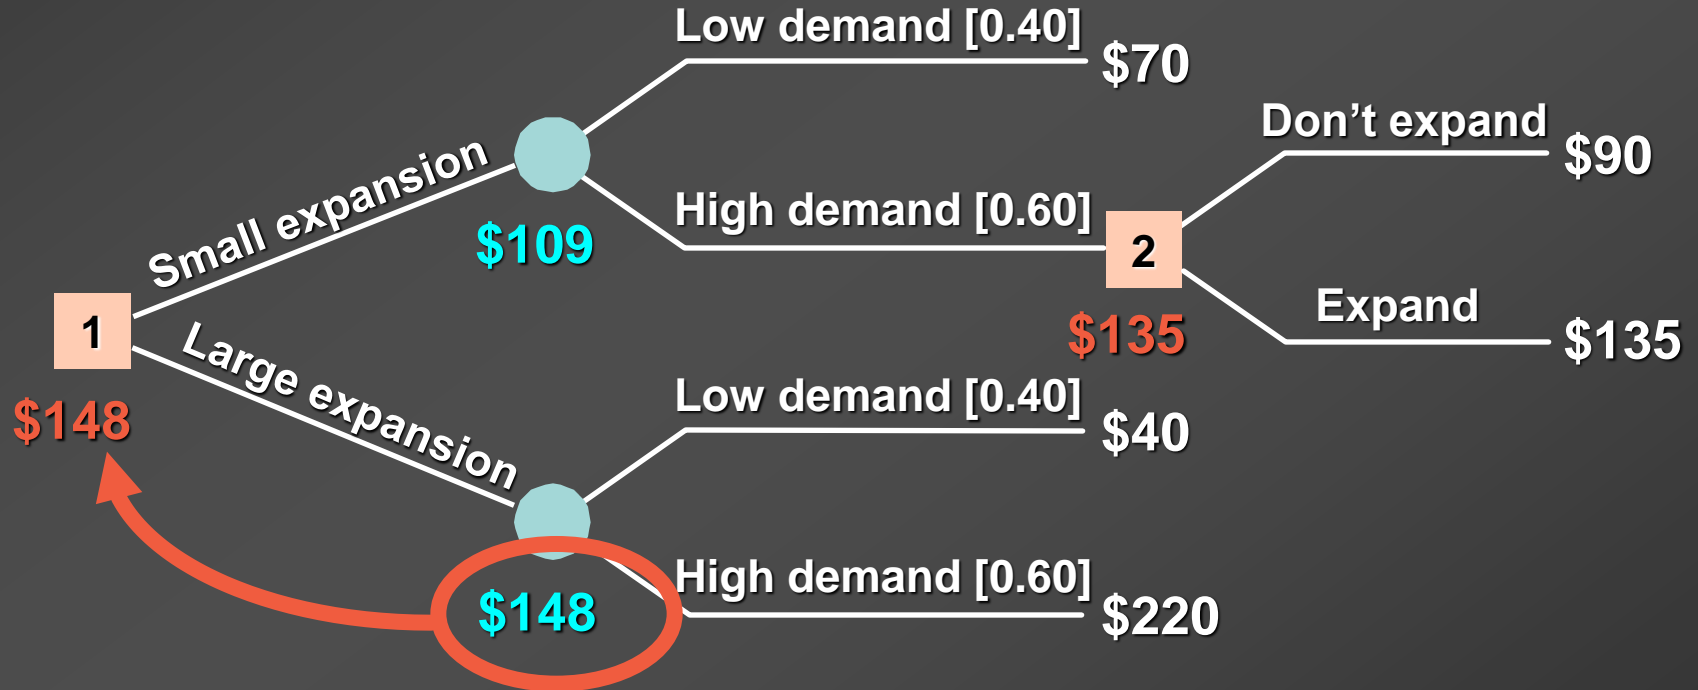 Low demand [0.40]
$70
Don’t expand
$90
Small expansion
High demand [0.60]
2
$109
$135
Expand
$135
1
$148
Large expansion
Low demand [0.40]
$40
High demand [0.60]
$148
$220